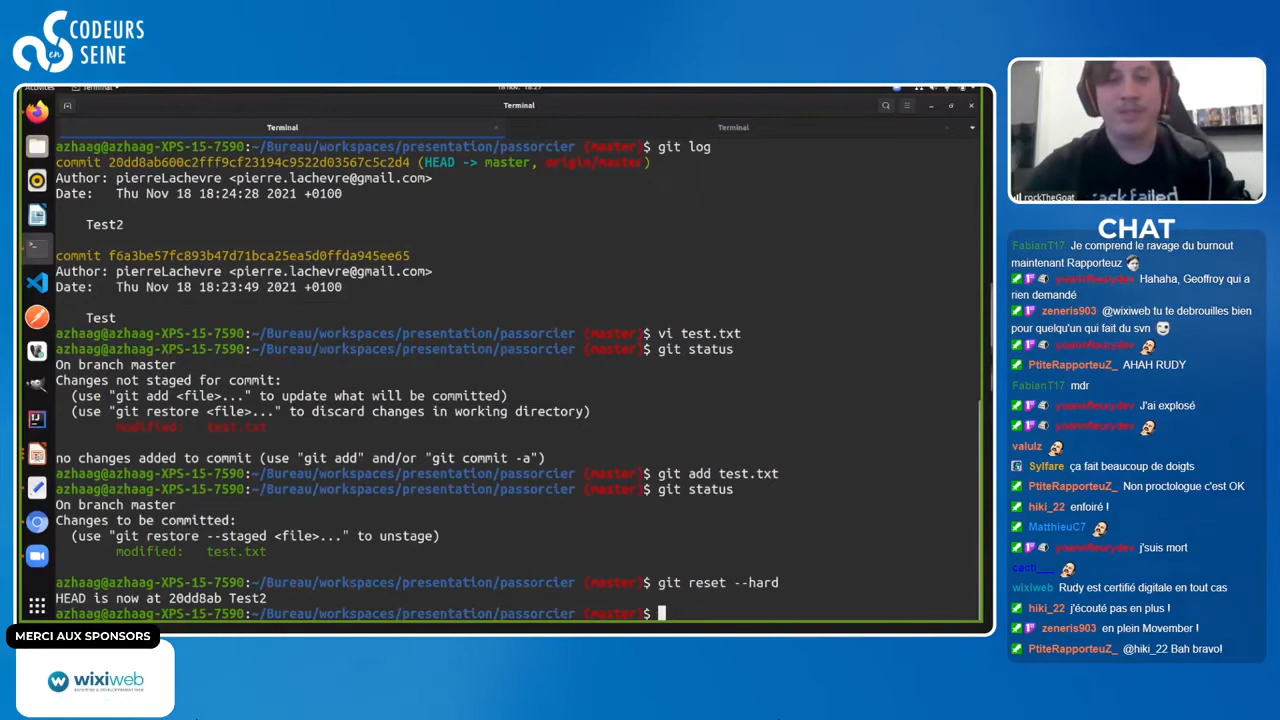 CODEURS
en
SEINE
Activités
Terminal
18 nov. 18:27
Terminal
Terminal
Terminal
azhaag@azhaag-XPS-15-7590:~/Bureau/workspaces/presentation/passorcier (master)$ git log
commit 20dd8ab600c2fff9cf23194c9522d03567c5c2d4 (HEAD -> master, origin/master)
Author: pierreLachevre <pierre.lachevre@gmail.com>
Date:   Thu Nov 18 18:24:28 2021 +0100
Test2
commit f6a3be57fc893b47d71bca25ea5d0ffda945ee65
Author: pierreLachevre <pierre.lachevre@gmail.com>
Date:   Thu Nov 18 18:23:49 2021 +0100
Test
azhaag@azhaag-XPS-15-7590:~/Bureau/workspaces/presentation/passorcier (master)$ vi test.txt
azhaag@azhaag-XPS-15-7590:~/Bureau/workspaces/presentation/passorcier (master)$ git status
On branch master
Changes not staged for commit:
(use "git add <file>..." to update what will be committed)
(use "git restore <file>..." to discard changes in working directory)
modified:   test.txt
no changes added to commit (use "git add" and/or "git commit -a")
azhaag@azhaag-XPS-15-7590:~/Bureau/workspaces/presentation/passorcier (master)$ git add test.txt
azhaag@azhaag-XPS-15-7590:~/Bureau/workspaces/presentation/passorcier (master)$ git status
On branch master
Changes to be committed:
(use "git restore --staged <file>..." to unstage)
modified:   test.txt
azhaag@azhaag-XPS-15-7590:~/Bureau/workspaces/presentation/passorcier (master)$ git reset --hard
HEAD is now at 20dd8ab Test2
azhaag@azhaag-XPS-15-7590:~/Bureau/workspaces/presentation/passorcier (master)$
MERCI AUX SPONSORS
wixiweb
task failed
rockTheGoat
CHAT
FabianT17 Je comprend le ravage du burnout
maintenant Rapporteuz
yoannfleurydev Hahaha, Geoffroy qui a
rien demandé
zeneris903 @wixiweb tu te debrouilles bien
pour quelqu'un qui fait du svn
yoannfleurydev
PtiteRapporteuZ_ AHAH RUDY
FabianT17 mdr
yoannfleurydev J'ai explosé
yoannfleurydev
valulz
Sylfare ça fait beaucoup de doigts
PtiteRapporteuZ_ Non proctologue c'est OK
hiki_22 enfoiré !
MatthieuC7
yoannfleurydev j'suis mort
cacti___
wixiweb Rudy est certifié digitale en tout cas
hiki_22 j'écouté pas en plus !
zeneris903 en plein Movember !
PtiteRapporteuZ_ @hiki_22 Bah bravo!